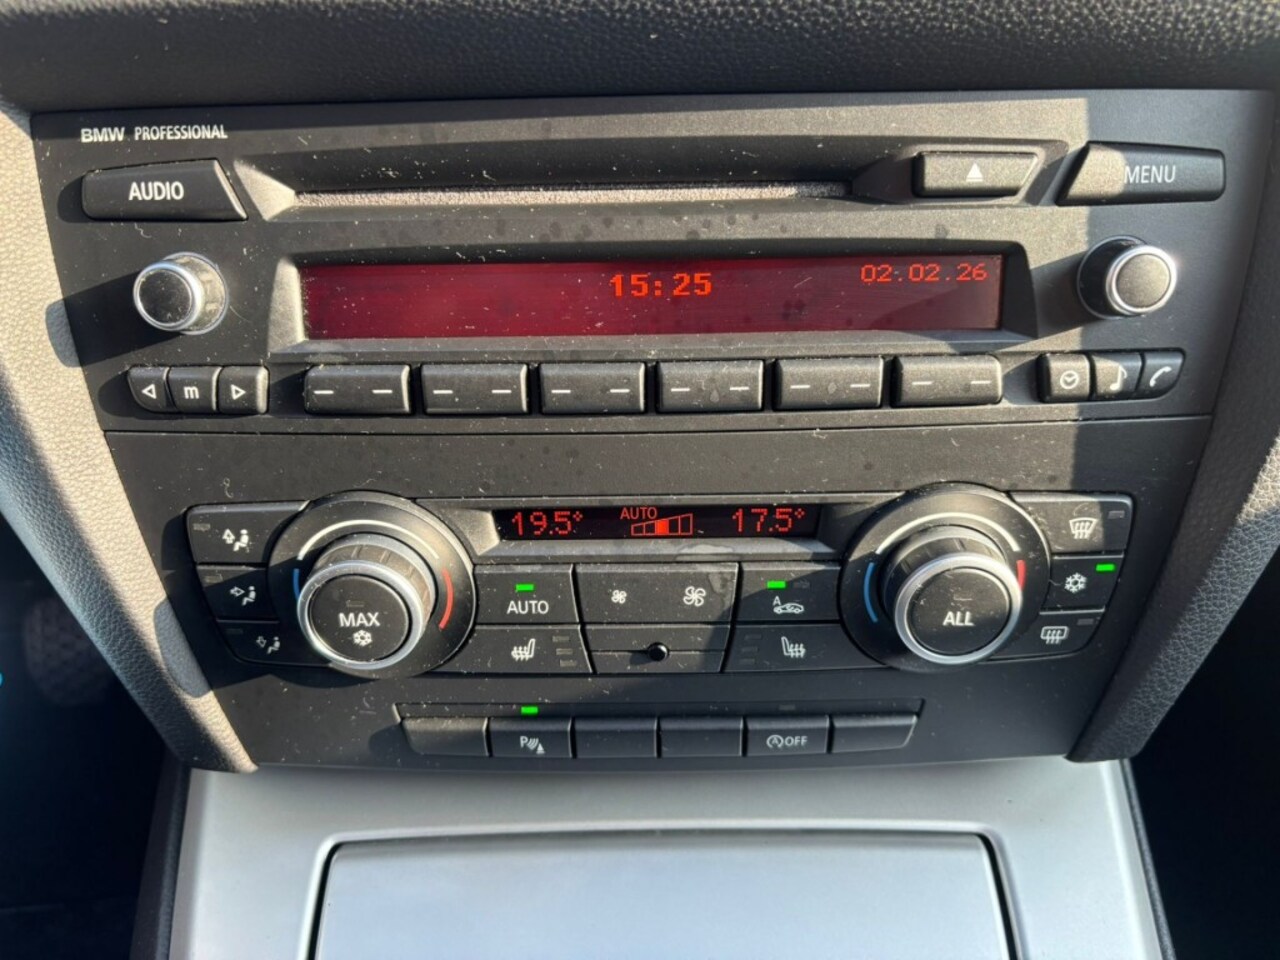 BMW PROFESSIONAL
AUDIO
MENU
15:25
02.02.26
m
19.5°
AUTO
17.5°
AUTO
A
MAX
ALL
P
A OFF